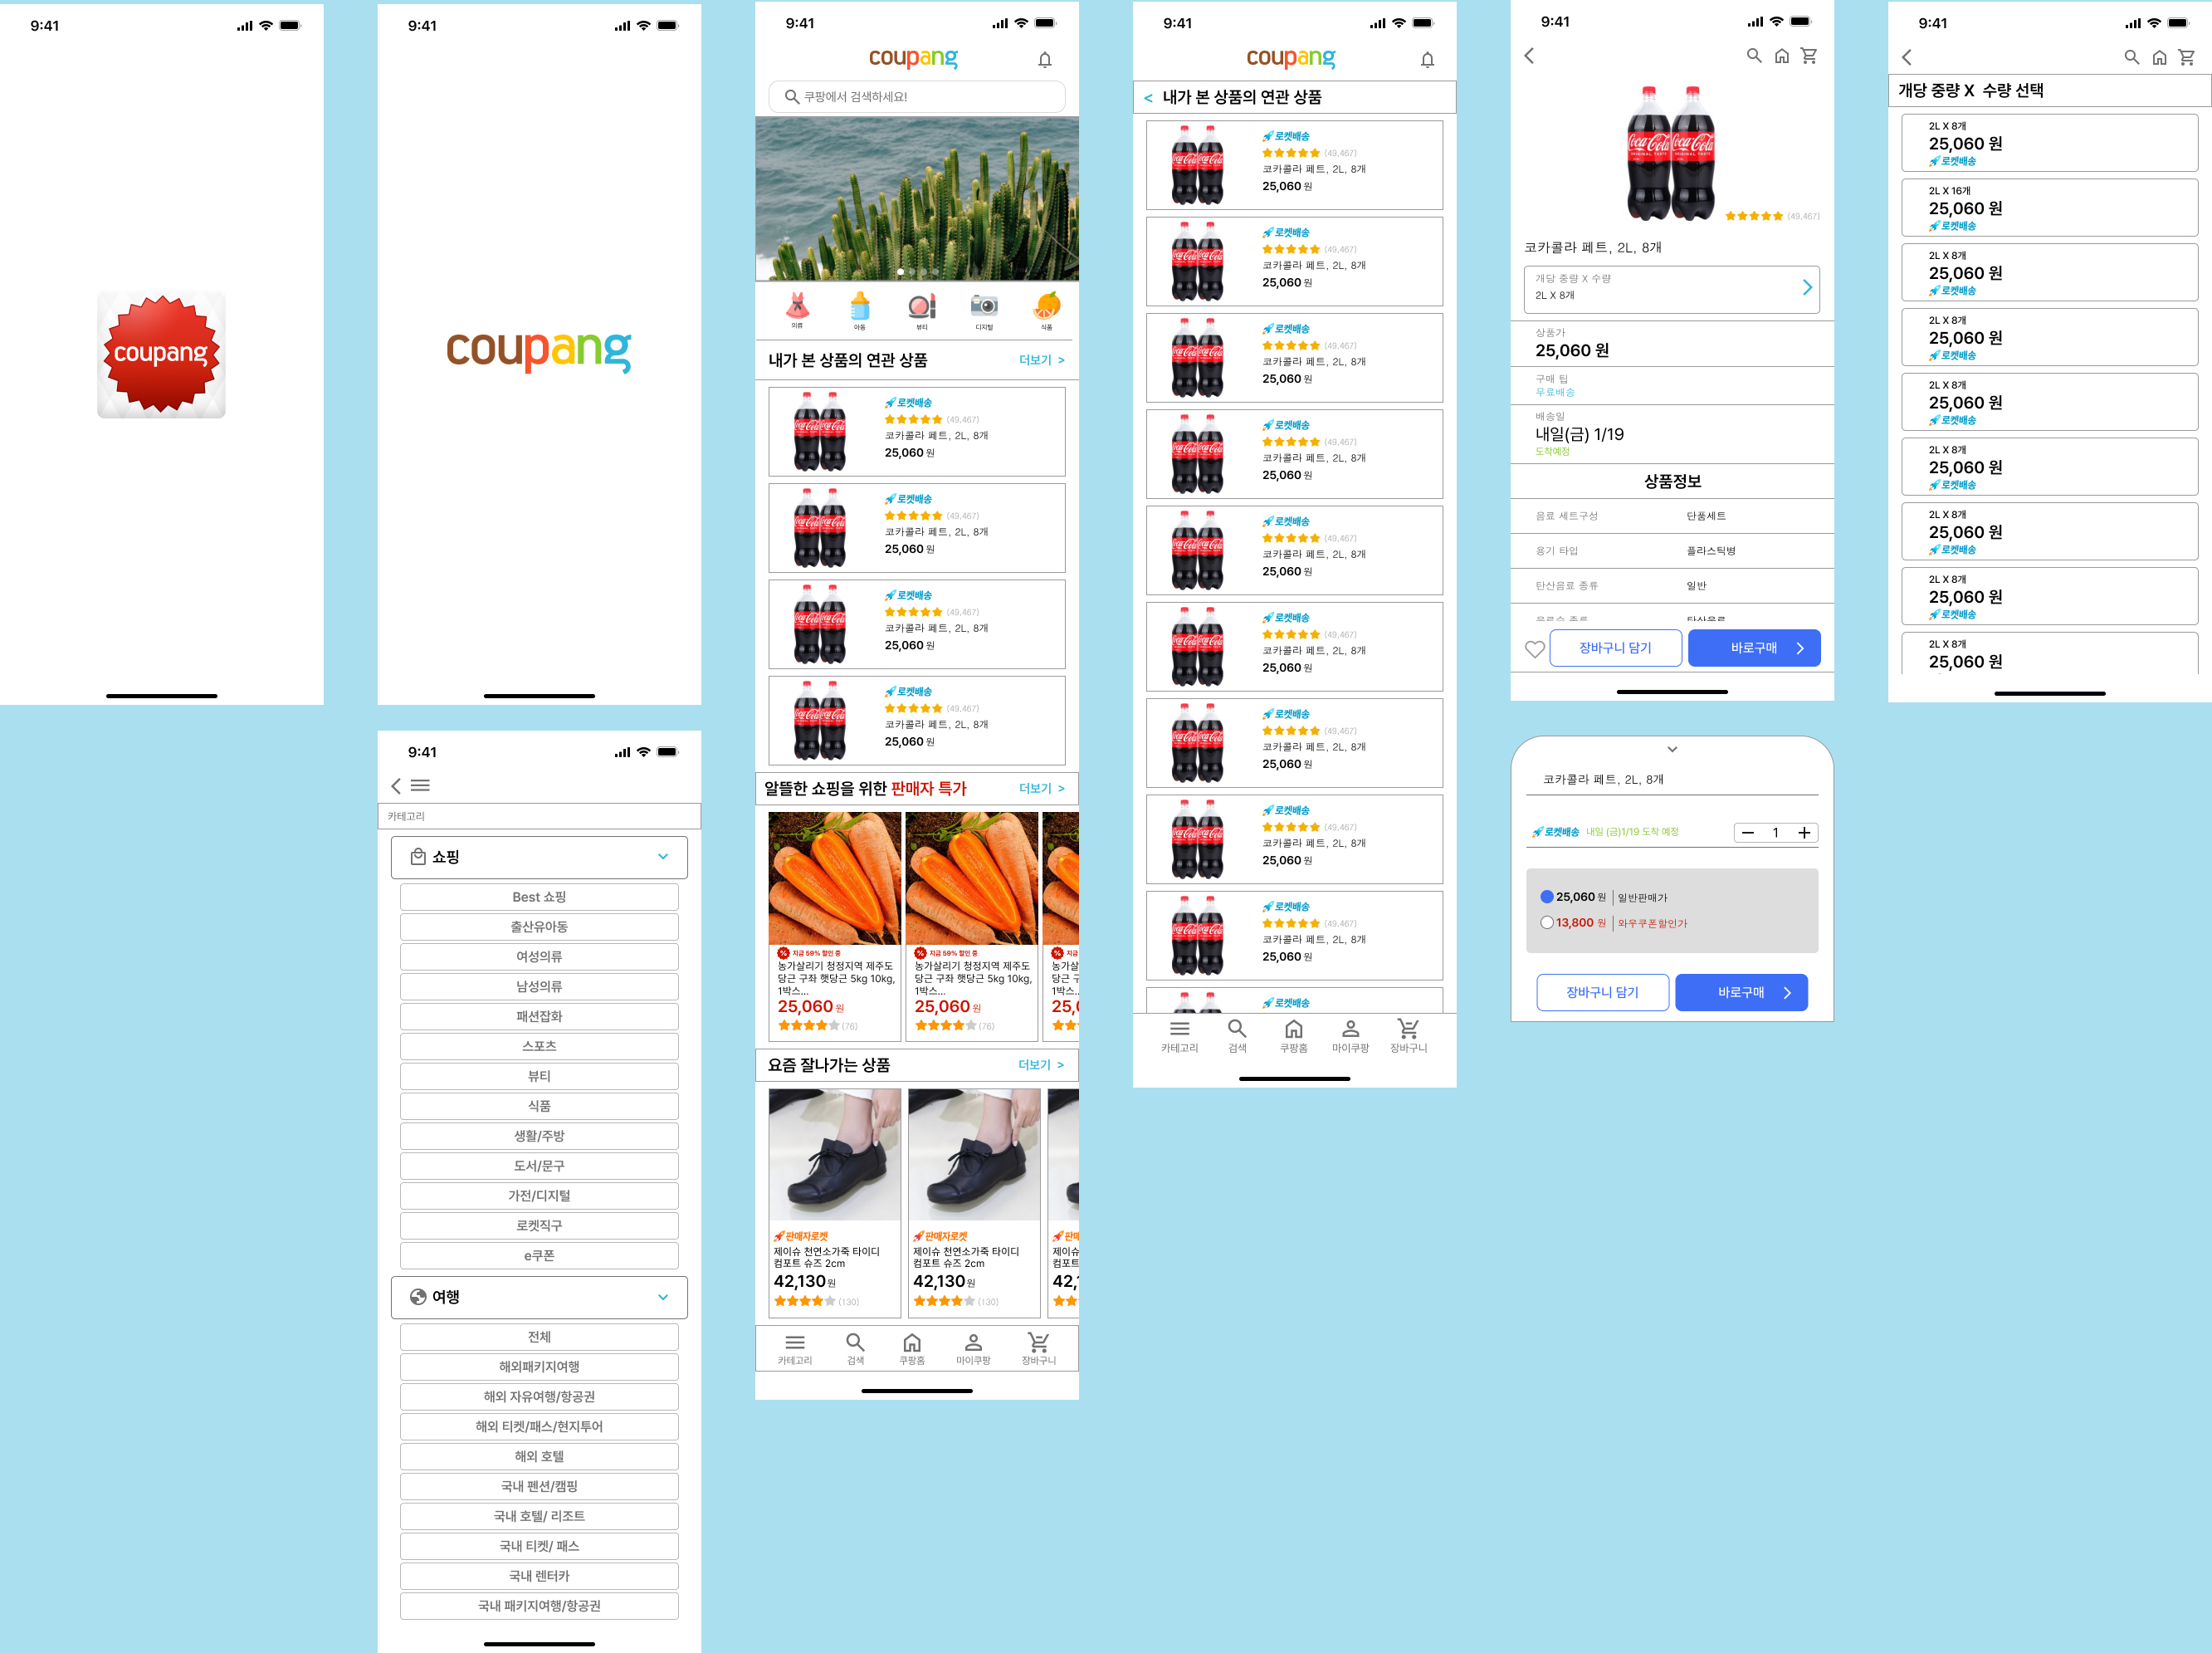 9:41
coupang
9:41
coupang
9:41
coupang
쿠팡에서 검색하세요!
의류
아동
뷰티
디지털
식품
내가 본 상품의 연관 상품
더보기 >
로켓배송
(49,467)
코카콜라 페트, 2L, 8개
25,060 원
로켓배송
(49,467)
코카콜라 페트, 2L, 8개
25,060 원
로켓배송
(49,467)
코카콜라 페트, 2L, 8개
25,060 원
로켓배송
(49,467)
코카콜라 페트, 2L, 8개
25,060 원
알뜰한 쇼핑을 위한 판매자 특가
더보기 >
% 지금 59% 할인 중
농가살리기 청정지역 제주도
당근 구좌 햇당근 5kg 10kg,
1박스...
25,060 원
(76)
% 지금 59% 할인 중
농가살리기 청정지역 제주도
당근 구좌 햇당근 5kg 10kg,
1박스...
25,060 원
(76)
% 지금 59% 할인 중
농가살
당근 구
1박스..
25,0
요즘 잘나가는 상품
더보기 >
판매자로켓
제이슈 천연소가죽 타이디
컴포트 슈즈 2cm
42,130 원
(130)
판매자로켓
제이슈 천연소가죽 타이디
컴포트 슈즈 2cm
42,130 원
(130)
판매
제이슈
컴포트
42,1
카테고리
검색
쿠팡홈
마이쿠팡
장바구니
9:41
coupang
< 내가 본 상품의 연관 상품
로켓배송
(49,467)
코카콜라 페트, 2L, 8개
25,060 원
로켓배송
(49,467)
코카콜라 페트, 2L, 8개
25,060 원
로켓배송
(49,467)
코카콜라 페트, 2L, 8개
25,060 원
로켓배송
(49,467)
코카콜라 페트, 2L, 8개
25,060 원
로켓배송
(49,467)
코카콜라 페트, 2L, 8개
25,060 원
로켓배송
(49,467)
코카콜라 페트, 2L, 8개
25,060 원
로켓배송
(49,467)
코카콜라 페트, 2L, 8개
25,060 원
로켓배송
(49,467)
코카콜라 페트, 2L, 8개
25,060 원
로켓배송
(49,467)
코카콜라 페트, 2L, 8개
25,060 원
로켓배송
카테고리
검색
쿠팡홈
마이쿠팡
장바구니
9:41
Coca-Cola Coca-Cola
ORIGINAL TASTE ORIGINAL TASTE
(49,467)
코카콜라 페트, 2L, 8개
개당 중량 X 수량
2L X 8개
상품가
25,060 원
구매 팁
무료배송
배송일
내일(금) 1/19
도착예정
상품정보
음료 세트구성 단품세트
용기 타입 플라스틱병
탄산음료 종류 일반
장바구니 담기
바로구매
9:41
개당 중량 X 수량 선택
2L X 8개
25,060 원
로켓배송
2L X 16개
25,060 원
로켓배송
2L X 8개
25,060 원
로켓배송
2L X 8개
25,060 원
로켓배송
2L X 8개
25,060 원
로켓배송
2L X 8개
25,060 원
로켓배송
2L X 8개
25,060 원
로켓배송
2L X 8개
25,060 원
로켓배송
2L X 8개
25,060 원
9:41
카테고리
쇼핑
Best 쇼핑
출산유아동
여성의류
남성의류
패션잡화
스포츠
뷰티
식품
생활/주방
도서/문구
가전/디지털
로켓직구
e쿠폰
여행
전체
해외패키지여행
해외 자유여행/항공권
해외 티켓/패스/현지투어
해외 호텔
국내 펜션/캠핑
국내 호텔/ 리조트
국내 티켓/ 패스
국내 렌터카
국내 패키지여행/항공권
코카콜라 페트, 2L, 8개
로켓배송 내일 (금)1/19 도착 예정
1
25,060 원 | 일반판매가
13,800 원 | 와우쿠폰할인가
장바구니 담기
바로구매